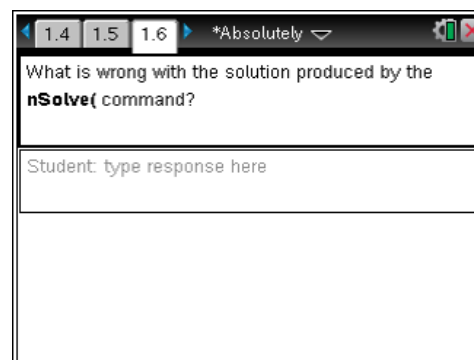 1.4 1.5 1.6 *Absolutely
What is wrong with the solution produced by the
nSolve( command?
Student: type response here